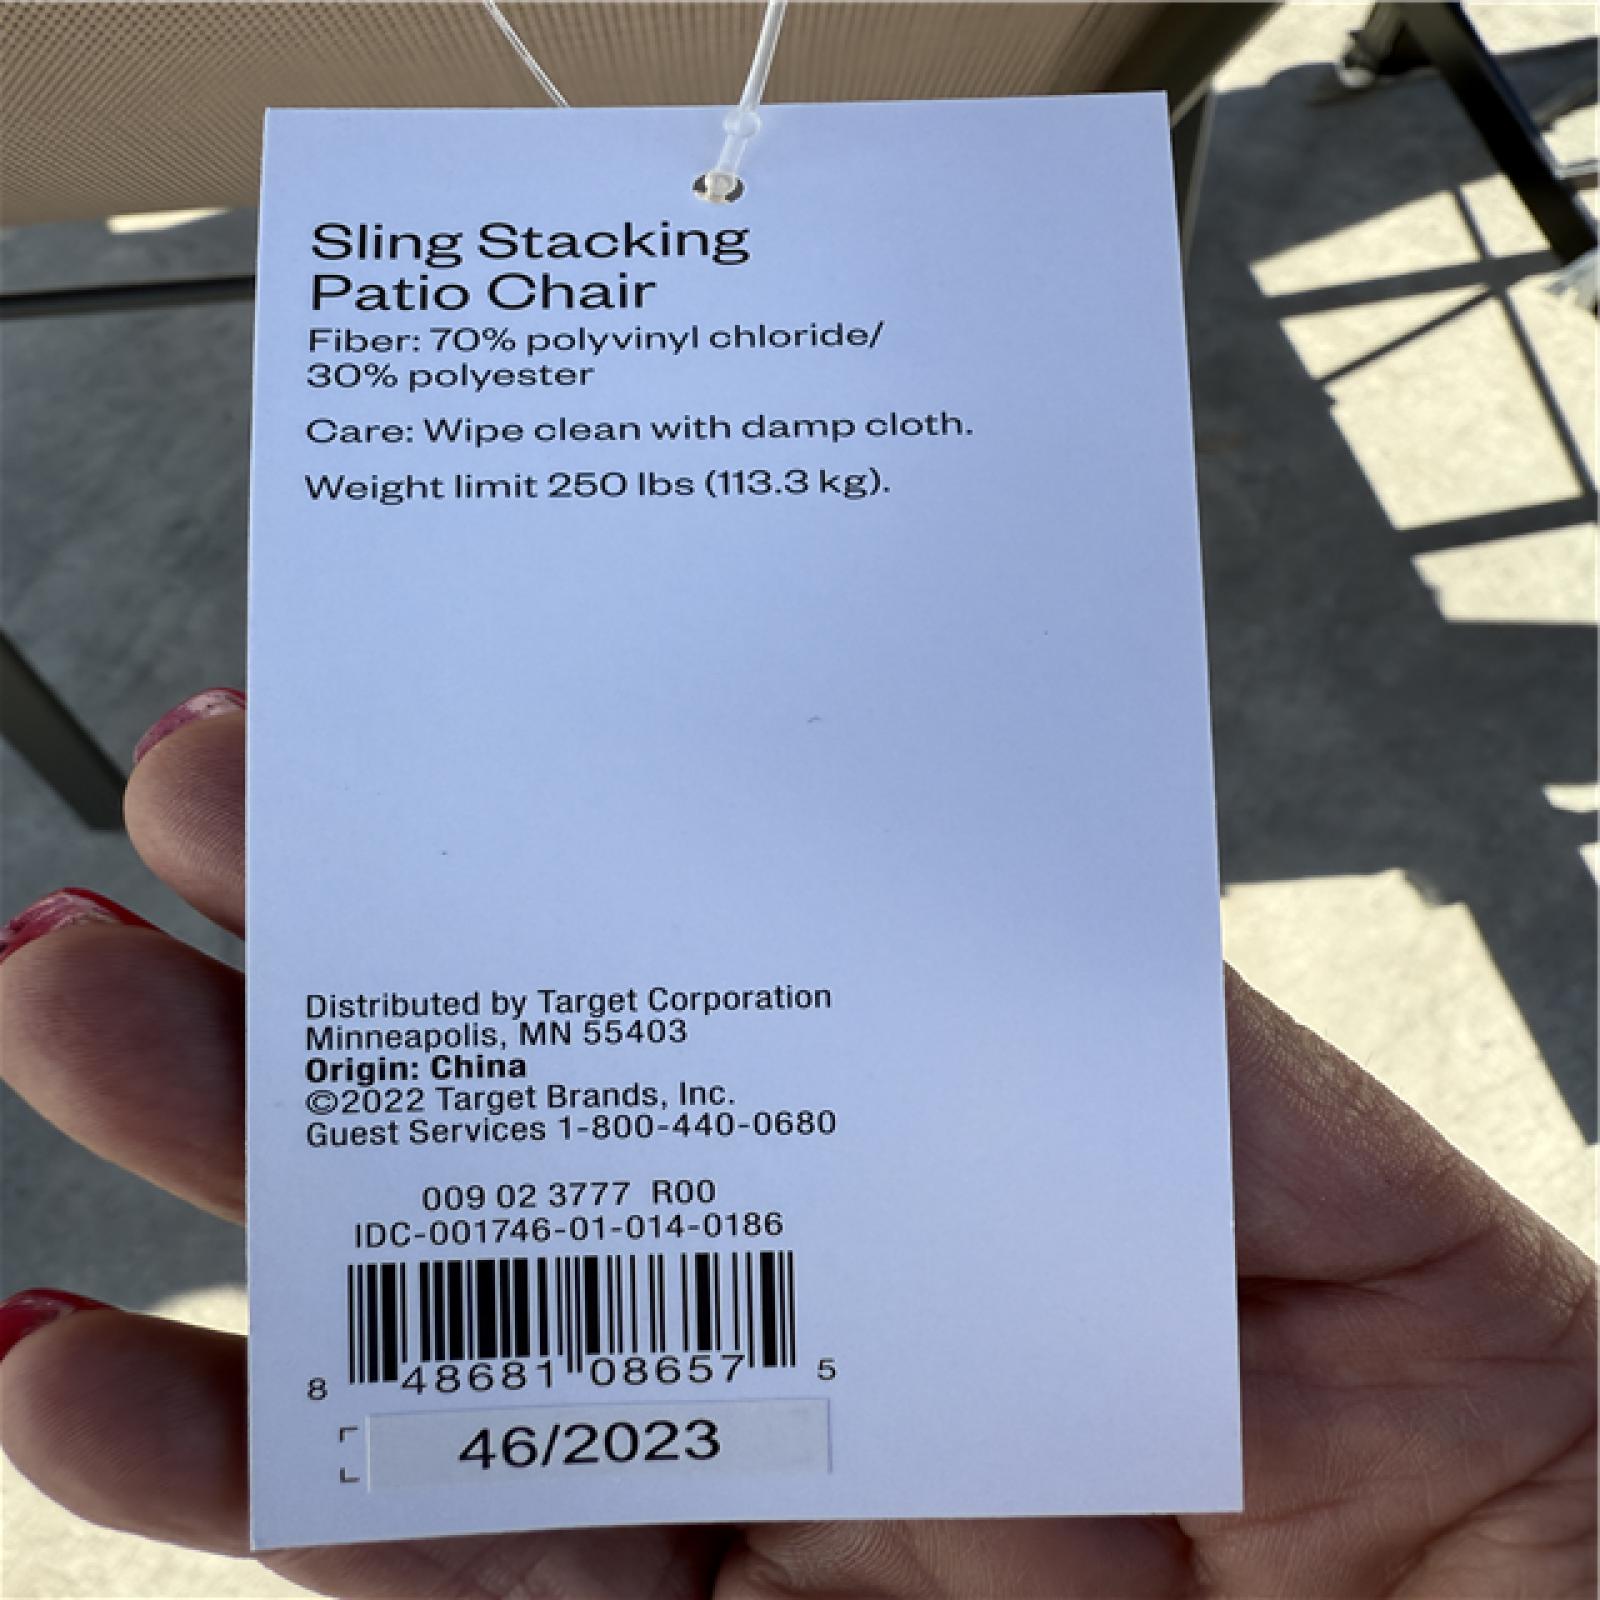 Sling Stacking
Patio Chair
Fiber: 70% polyvinyl chloride/
30% polyester
Care: Wipe clean with damp cloth.
Weight limit 250 lbs (113.3 kg).
Distributed by Target Corporation
Minneapolis, MN 55403
Origin: China
©2022 Target Brands, Inc.
Guest Services 1-800-440-0680
009 02 3777 R00
IDC-001746-01-014-0186
8 48681 08657 5
46/2023